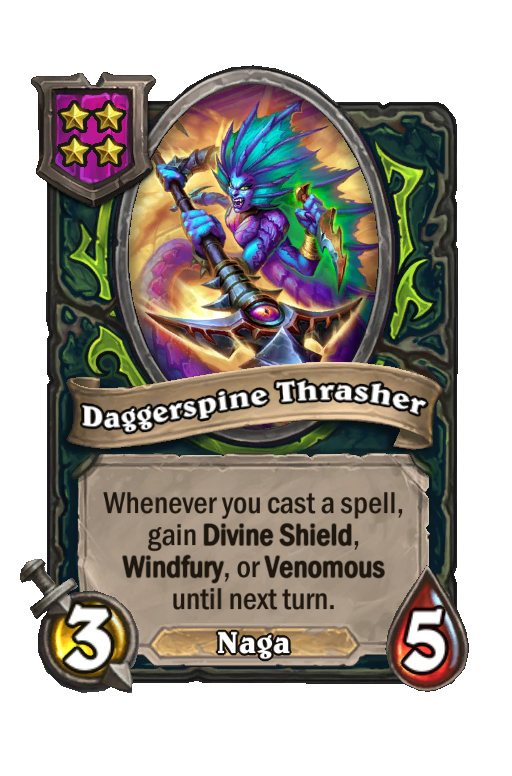 Daggerspine Thrasher
Whenever you cast a spell,
gain Divine Shield,
Windfury, or Venomous
until next turn.
3
Naga
5